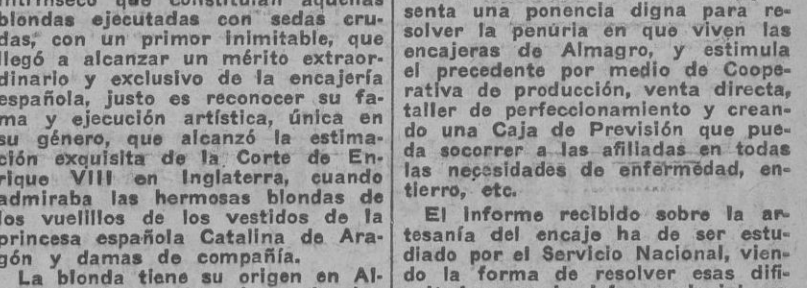 intrínseco que constituían aquellas
blondas ejecutadas con sedas cru-
das, con un primor inimitable, que
llegó a alcanzar un mérito extraor-
dinario y exclusivo de la encajería
española, justo es reconocer su fa-
ma y ejecución artística, única en
su género, que alcanzó la estima-
ción exquisita de la Corte de En-
rique VIII en Inglaterra, cuando
admiraba las hermosas blondas de
los vuelillos de los vestidos de la
princesa española Catalina de Ara-
gón y damas de compañía.
La blonda tiene su origen en Al-
senta una ponencia digna para re-
solver la penuria en que viven las
encajeras de Almagro, y estimula
el precedente por medio de Coope-
rativa de producción, venta directa,
taller de perfeccionamiento y crean-
do una Caja de Previsión que pue-
da socorrer a las afiliadas en todas
las necesidades de enfermedad, en-
tierro, etc.
El Informe recibido sobre la ar-
tesanía del encaje ha de ser estu-
diado por el Servicio Nacional, vien-
do la forma de resolver esas difi-